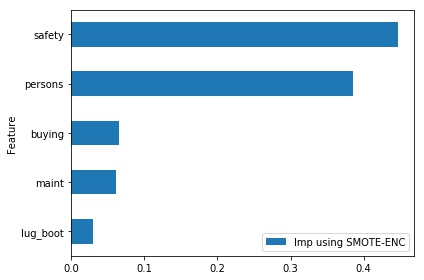 safety
persons
buying
maint
lug_boot
Feature
Imp using SMOTE-ENC
0.0 0.1 0.2 0.3 0.4